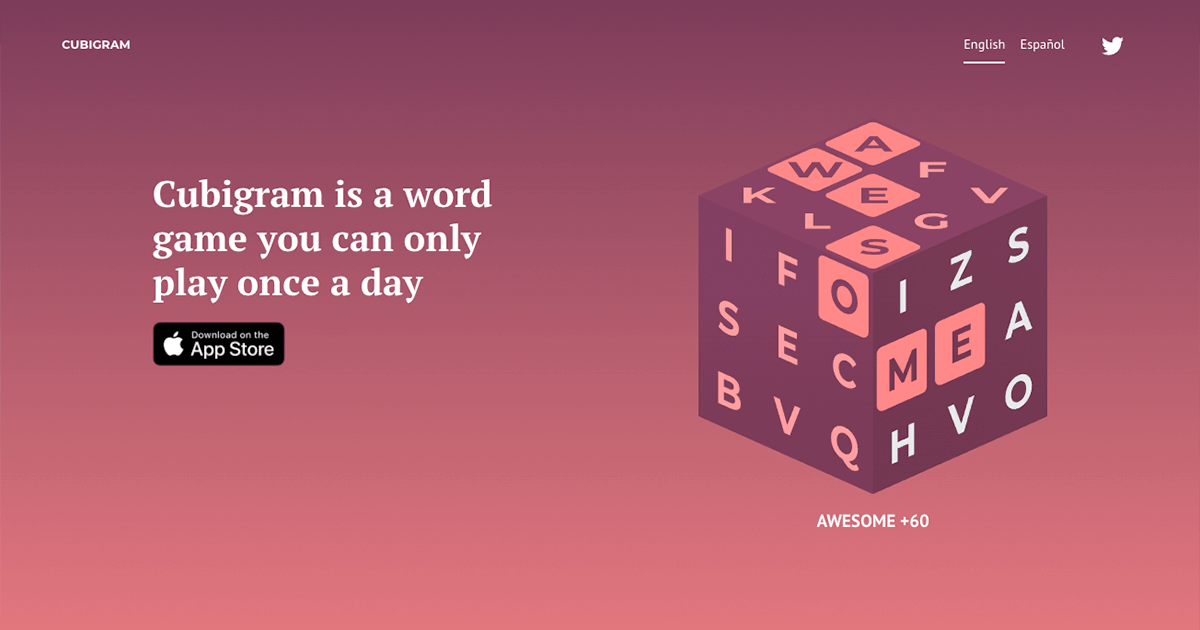 CUBIGRAM
English Español
Cubigram is a word
game you can only
play once a day
Download on the
App Store
A
W F
K E V
L G
S
I F O
S E C
B V Q
I Z S
M E A
H V O
AWESOME +60